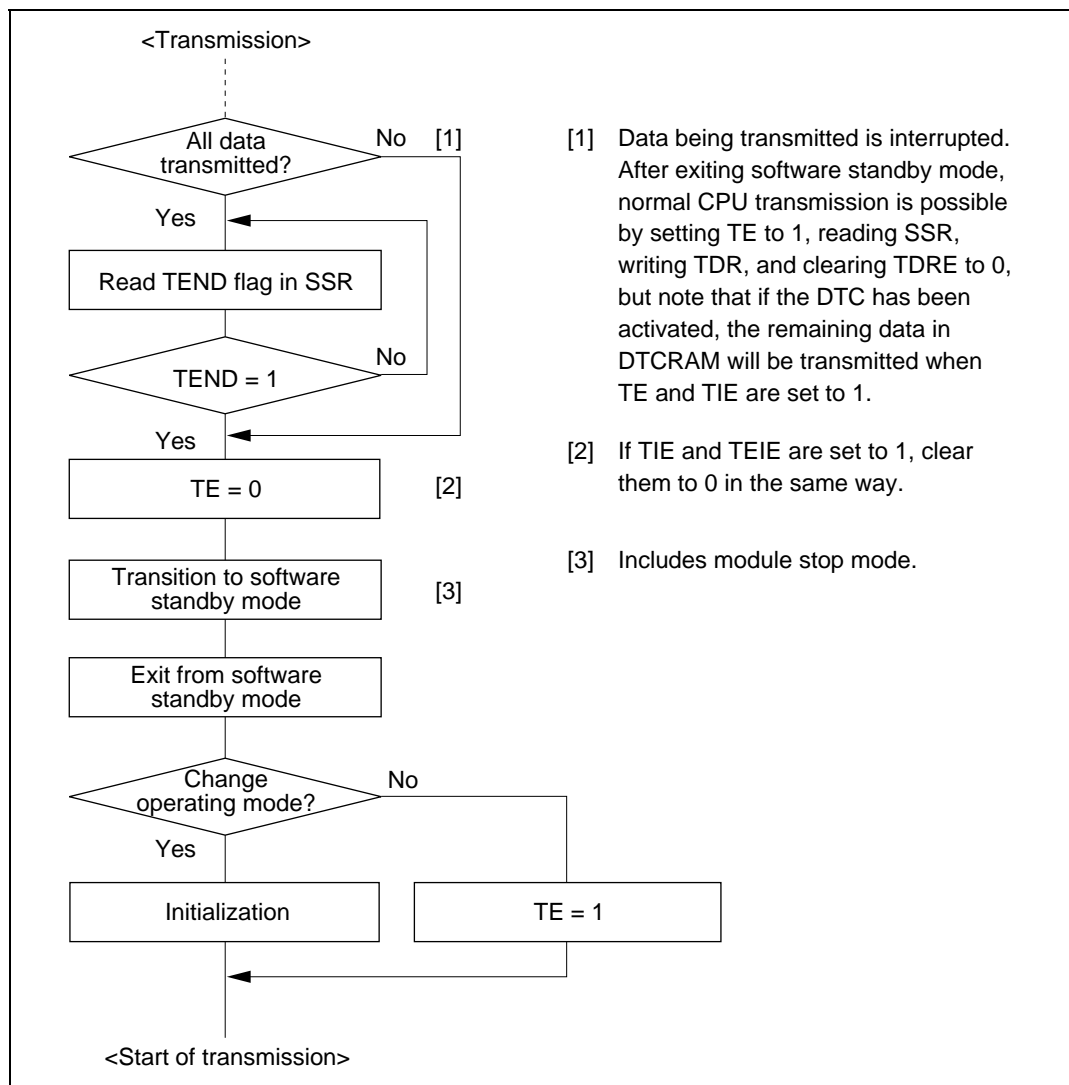 <Transmission>
All data
transmitted?
No
[1]
Yes
Read TEND flag in SSR
No
TEND = 1
Yes
TE = 0
[2]
Transition to software
standby mode
[3]
Exit from software
standby mode
Change
operating mode?
No
Yes
Initialization
TE = 1
<Start of transmission>
[1] Data being transmitted is interrupted.
After exiting software standby mode,
normal CPU transmission is possible
by setting TE to 1, reading SSR,
writing TDR, and clearing TDRE to 0,
but note that if the DTC has been
activated, the remaining data in
DTCRAM will be transmitted when
TE and TIE are set to 1.
[2] If TIE and TEIE are set to 1, clear
them to 0 in the same way.
[3] Includes module stop mode.